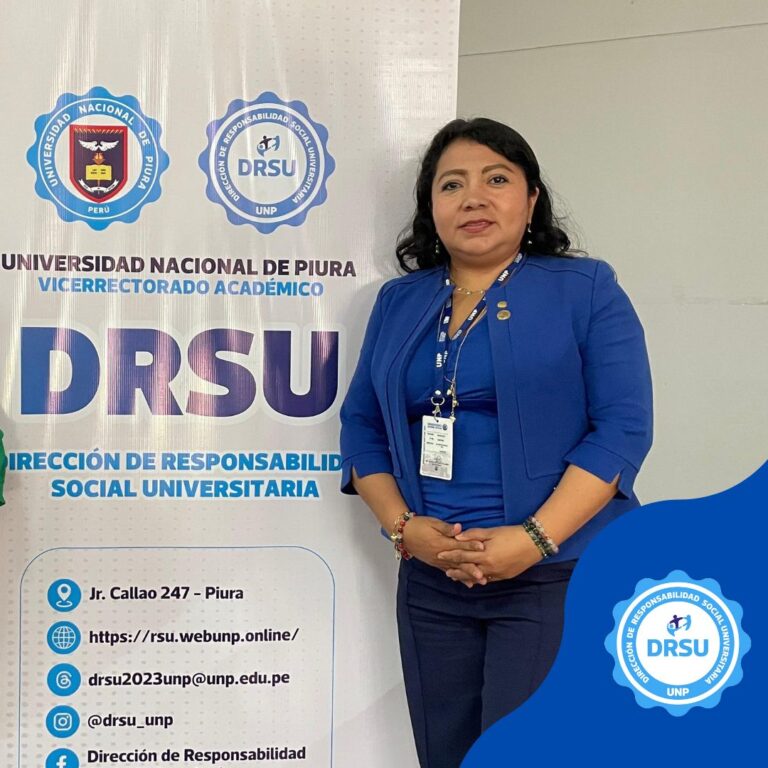 UNIVERSIDAD NACIONAL DE PIURA
PERÚ
DIRECCIÓN DE RESPONSABILIDAD SOCIAL UNIVERSITARIA
DRSU
UNP
UNIVERSIDAD NACIONAL DE PIURA
VICERRECTORADO ACADÉMICO
DRSU
DIRECCIÓN DE RESPONSABILID
SOCIAL UNIVERSITARIA
Jr. Callao 247 – Piura
https://rsu.webunp.online/
drsu2023unp@unp.edu.pe
@drsu_unp
Dirección de Responsabilidad
UNP
UNP
DIRECCIÓN DE RESPONSABILIDAD SOCIAL UNIVERSITARIA
DRSU
UNP